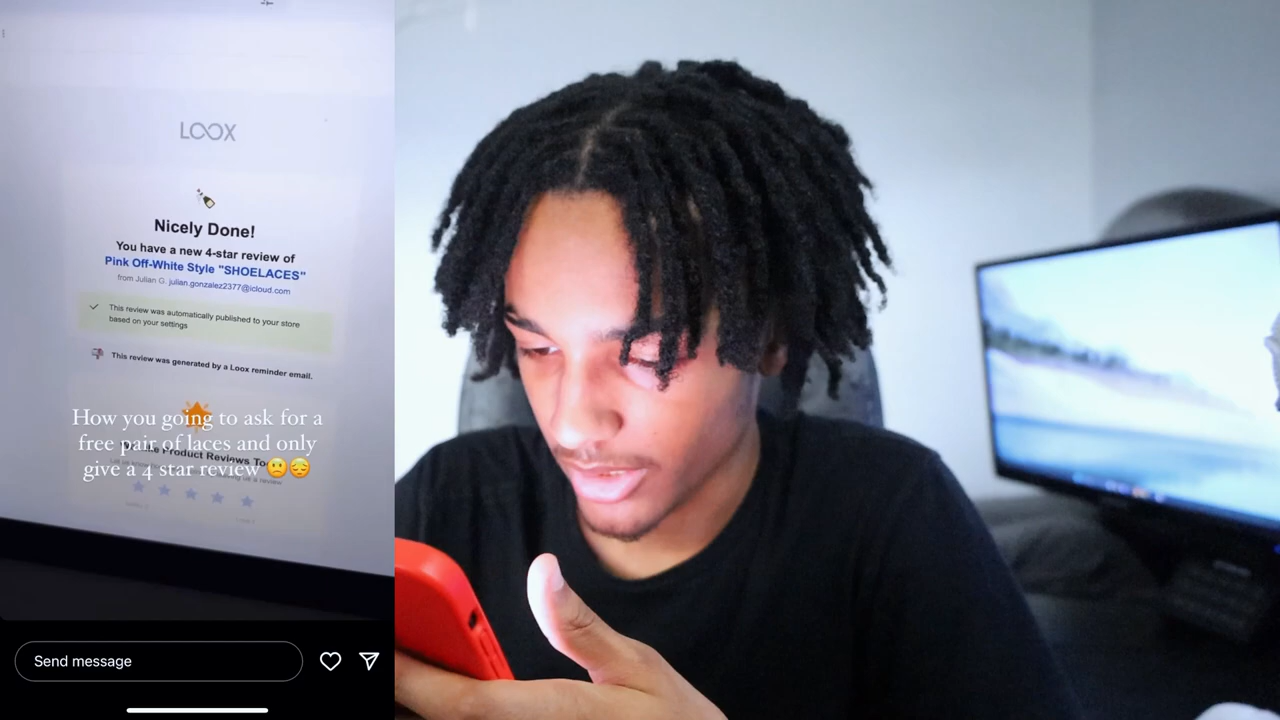 LOOX
Nicely Done!
You have a new 4-star review of
Pink Off-White Style "SHOELACES"
from Julian G. julian.gonzalez2377@icloud.com
This review was automatically published to your store
based on your settings
This review was generated by a Loox reminder email.
How you going to ask for a
free pair of laces and only
give a 4 star review 🙁😔
Product Reviews
Send message